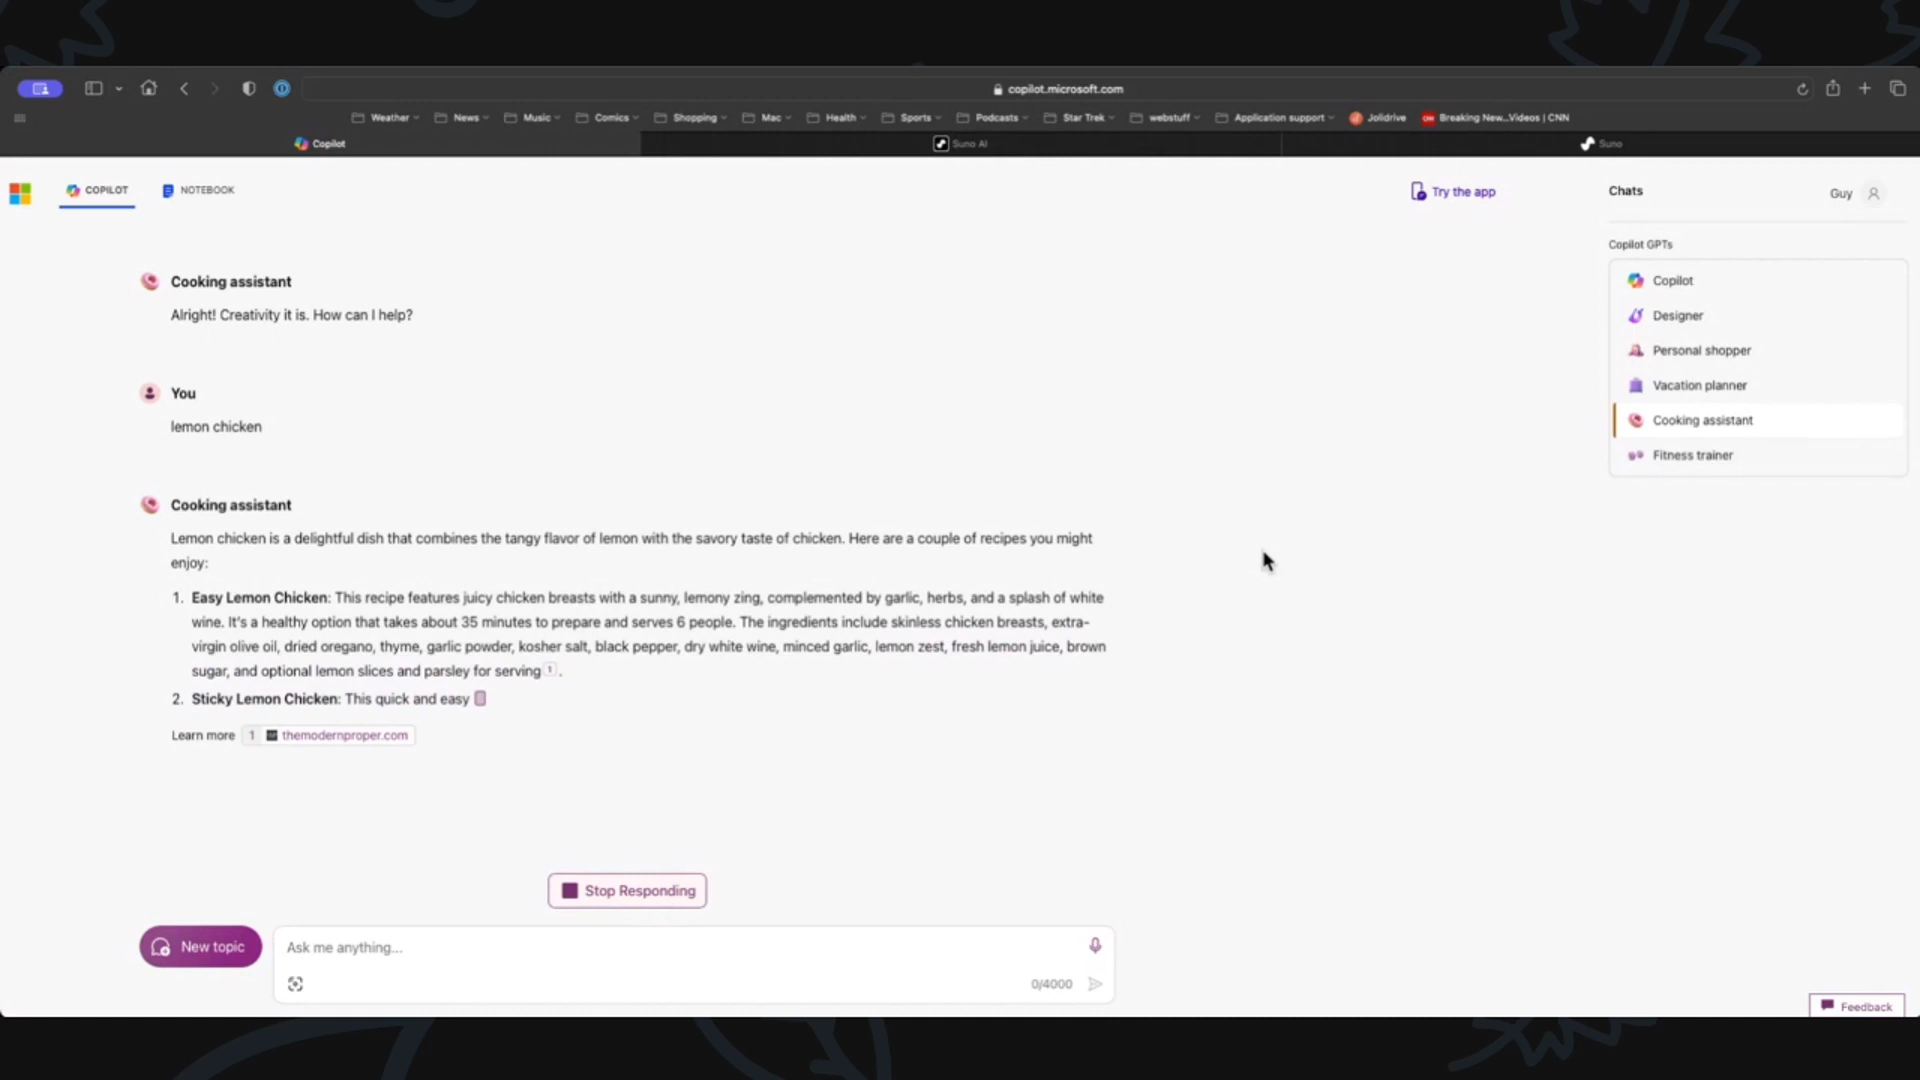 copilot.microsoft.com
Weather
News
Music
Comics
Shopping
Mac
Health
Sports
Podcasts
Star Trek
webstuff
Application support
Jolidrive
Breaking New...Videos | CNN
Copilot
Suno AI
Suno
COPILOT
NOTEBOOK
Try the app
Chats
Guy
Copilot GPTs
Copilot
Designer
Personal shopper
Vacation planner
Cooking assistant
Fitness trainer
Cooking assistant
Alright! Creativity it is. How can I help?
You
lemon chicken
Cooking assistant
Lemon chicken is a delightful dish that combines the tangy flavor of lemon with the savory taste of chicken. Here are a couple of recipes you might
enjoy:
1. Easy Lemon Chicken: This recipe features juicy chicken breasts with a sunny, lemony zing, complemented by garlic, herbs, and a splash of white
wine. It's a healthy option that takes about 35 minutes to prepare and serves 6 people. The ingredients include skinless chicken breasts, extra-
virgin olive oil, dried oregano, thyme, garlic powder, kosher salt, black pepper, dry white wine, minced garlic, lemon zest, fresh lemon juice, brown
sugar, and optional lemon slices and parsley for serving 1 .
2. Sticky Lemon Chicken: This quick and easy
Learn more 1 themodernproper.com
Stop Responding
New topic
Ask me anything...
0/4000
Feedback